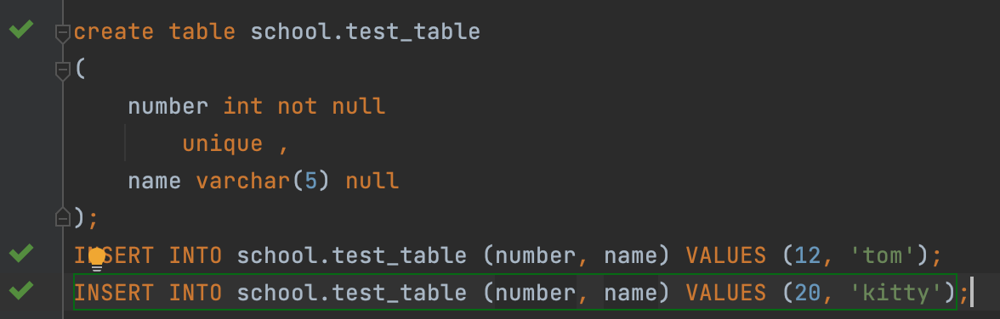 create table school.test_table
(
number int not null
unique ,
name varchar(5) null
);
INSERT INTO school.test_table (number, name) VALUES (12, 'tom');
INSERT INTO school.test_table (number, name) VALUES (20, 'kitty');